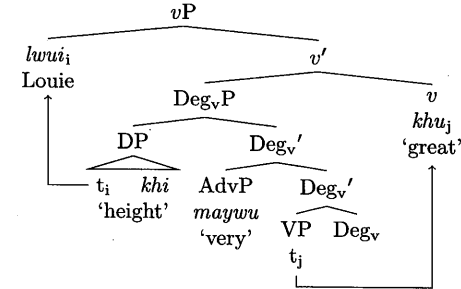 vP
lwui_i
Louie
v′
Deg_vP
v
khu_j
‘great’
DP
Deg_v′
t_i khi
‘height’
AdvP
maywu
‘very’
Deg_v′
VP
t_j
Deg_v